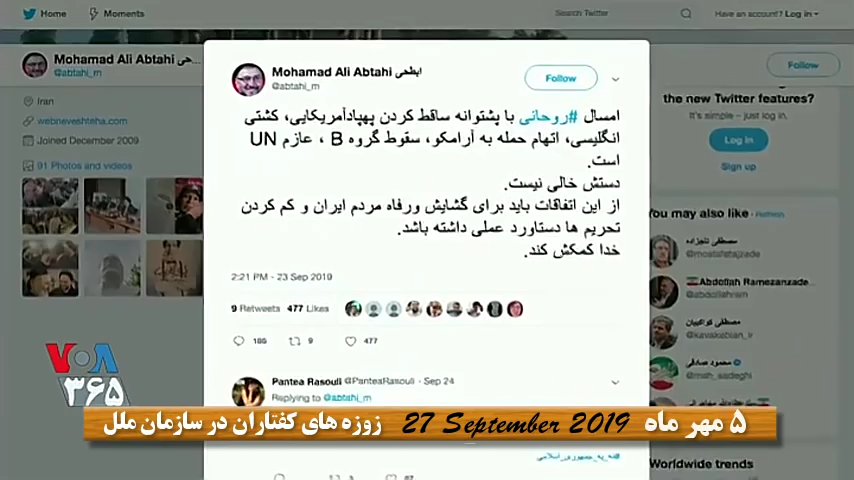 Home
Moments
Search Twitter
Have an account? Log in
Mohamad Ali Abtahi
@abtahi_m
Follow
Iran
webneveshteha.com
Joined December 2009
91 Photos and videos
Mohamad Ali Abtahi ابطحی
@abtahi_m
Follow
امسال #روحانی با پشتوانه ساقط کردن پهپادآمریکایی، کشتی
انگلیسی، اتهام حمله به آرامکو، سقوط گروه B ، عازم UN
است.
دستش خالی نیست.
از این اتفاقات باید برای گشایش ورفاه مردم ایران و کم کردن
تحریم ها دستاورد عملی داشته باشد.
خدا کمکش کند.
2:21 PM - 23 Sep 2019
9 Retweets 477 Likes
186 9 477
Pantea Rasouli @PanteaRasouli · Sep 24
Replying to @abtahi_m
#نه_به_جمهوری_اسلامی
the new Twitter features?
It's simple – just log in.
Log in
Sign up
You may also like · Refresh
مصطفی تاجزاده
@mostafatajzade
Abdollah Ramezanzade...
@abdollahram
مصطفی کواکبیان
@kavakebian_ir
محمود صادقی
@mah_sadeghi
Worldwide trends
VOA
۳۶۵
۵ مهر ماه 27 September 2019 زوزه های کفتاران در سازمان ملل